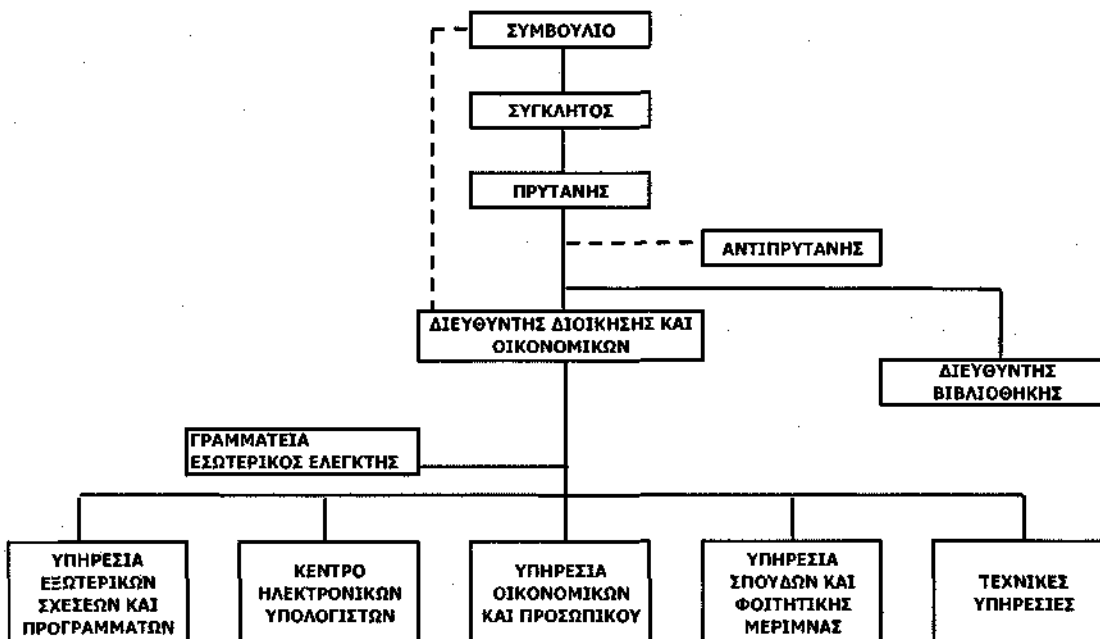 ΣΥΜΒΟΥΛΙΟ
ΣΥΓΚΛΗΤΟΣ
ΠΡΥΤΑΝΗΣ
ΑΝΤΙΠΡΥΤΑΝΗΣ
ΔΙΕΥΘΥΝΤΗΣ ΔΙΟΙΚΗΣΗΣ ΚΑΙ
ΟΙΚΟΝΟΜΙΚΩΝ
ΔΙΕΥΘΥΝΤΗΣ
ΒΙΒΛΙΟΘΗΚΗΣ
ΓΡΑΜΜΑΤΕΙΑ
ΕΣΩΤΕΡΙΚΟΣ ΕΛΕΓΚΤΗΣ
ΥΠΗΡΕΣΙΑ
ΕΞΩΤΕΡΙΚΩΝ
ΣΧΕΣΕΩΝ ΚΑΙ
ΠΡΟΓΡΑΜΜΑΤΩΝ
ΚΕΝΤΡΟ
ΗΛΕΚΤΡΟΝΙΚΩΝ
ΥΠΟΛΟΓΙΣΤΩΝ
ΥΠΗΡΕΣΙΑ
ΟΙΚΟΝΟΜΙΚΩΝ
ΚΑΙ ΠΡΟΣΩΠΙΚΟΥ
ΥΠΗΡΕΣΙΑ
ΣΠΟΥΔΩΝ ΚΑΙ
ΦΟΙΤΗΤΙΚΗΣ
ΜΕΡΙΜΝΑΣ
ΤΕΧΝΙΚΕΣ
ΥΠΗΡΕΣΙΕΣ